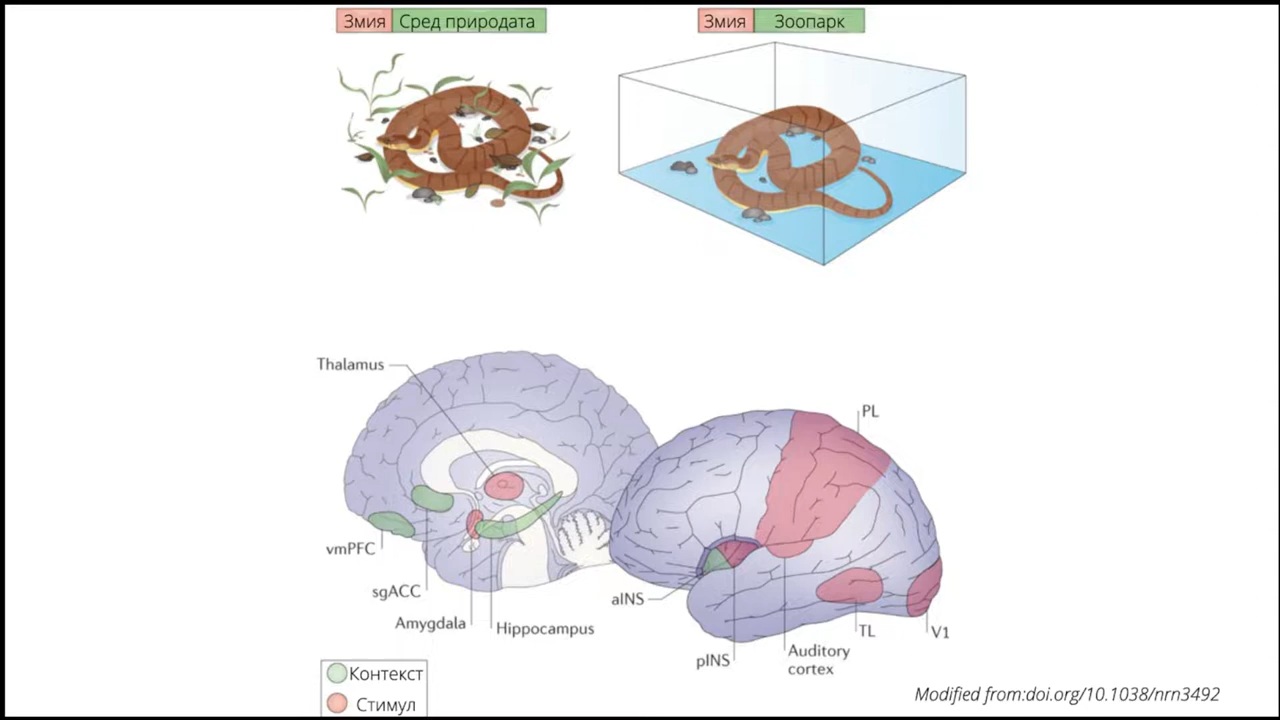 Змия Сред природата
Змия Зоопарк
Thalamus
PL
vmPFC
sgACC
aINS
Amygdala
Hippocampus
TL
V1
pINS
Auditory
cortex
Контекст
Стимул
Modified from:doi.org/10.1038/nrn3492